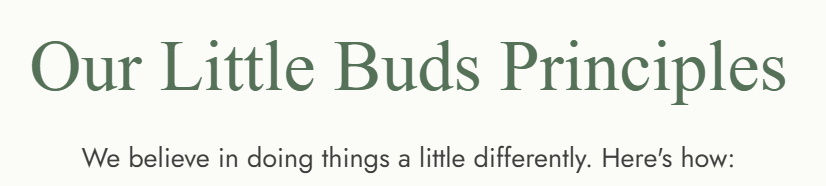 Our Little Buds Principles
We believe in doing things a little differently. Here's how: